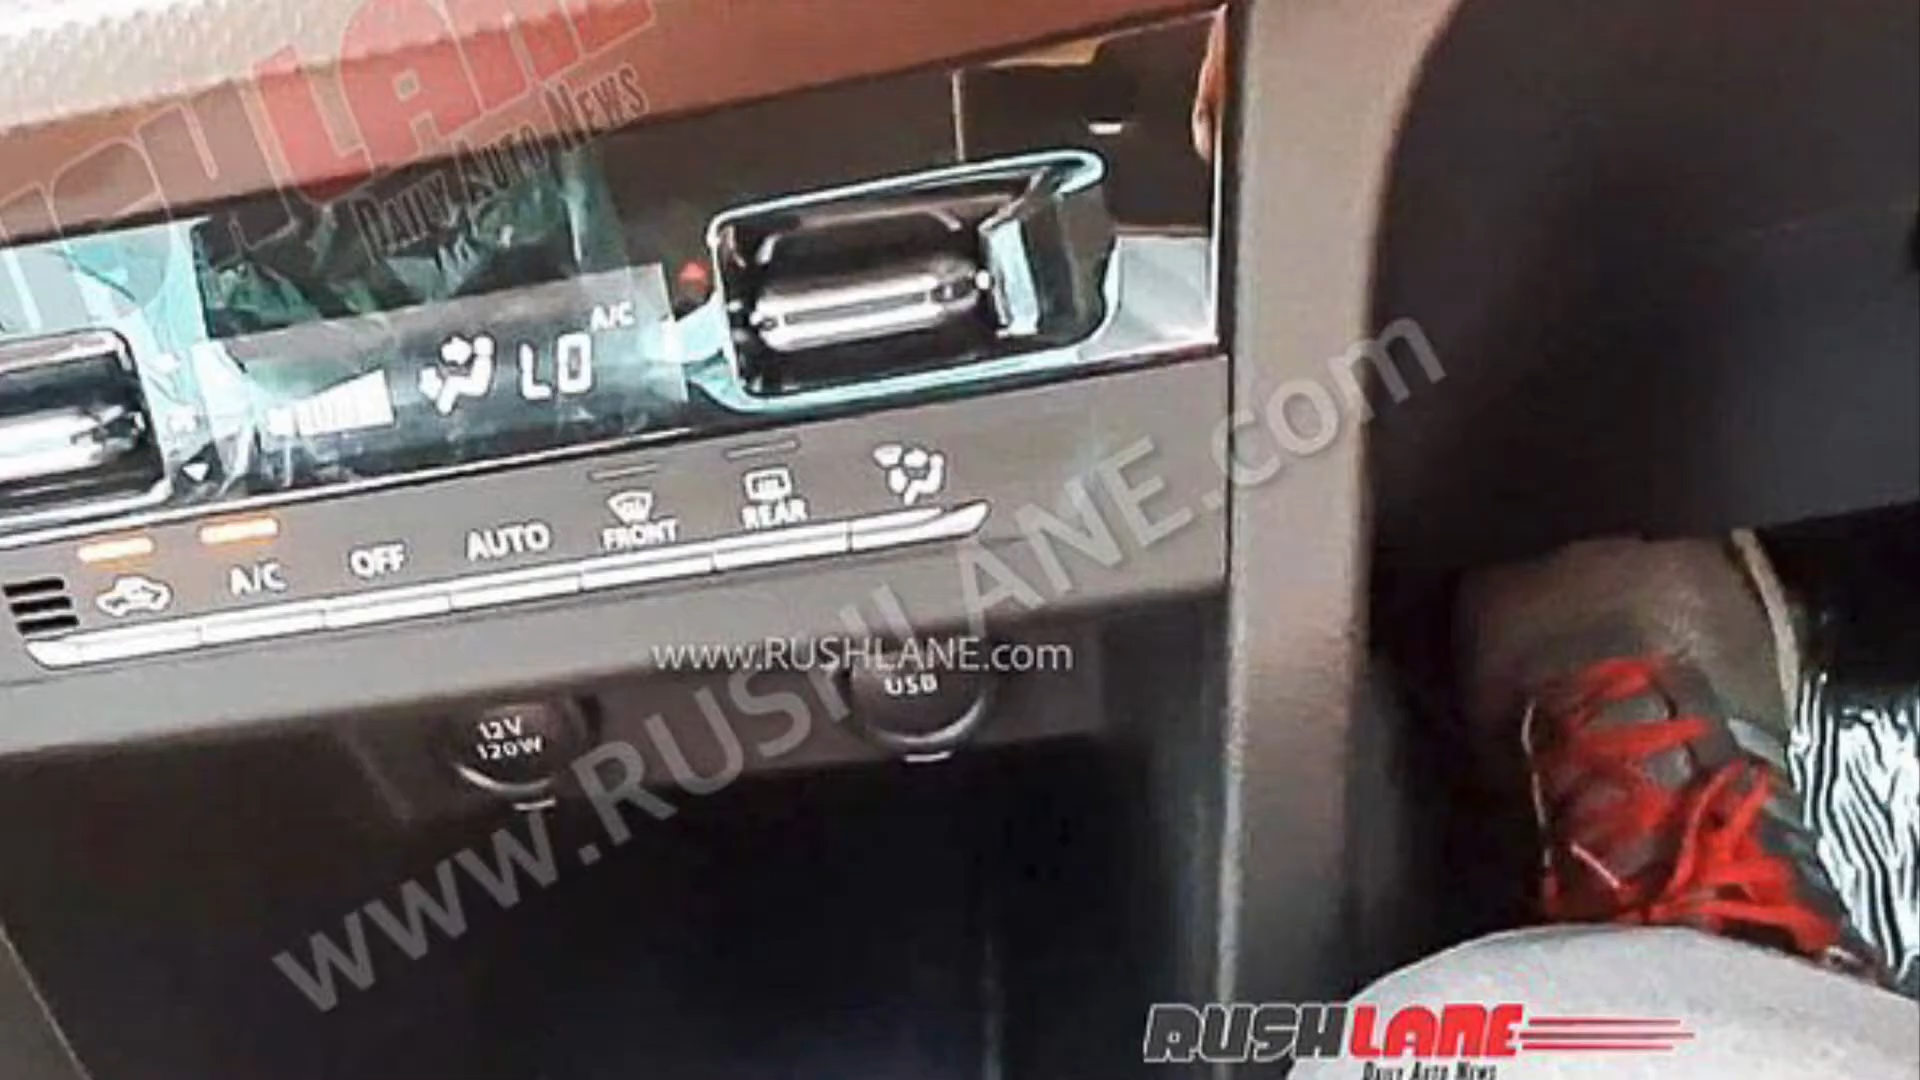 RUSHLANE
DAILY AUTO NEWS
A/C
LO
A/C
OFF
AUTO
FRONT
REAR
www.RUSHLANE.com
www.RUSHLANE.com
12V
120W
USB
RUSHLANE
DAILY AUTO NEWS